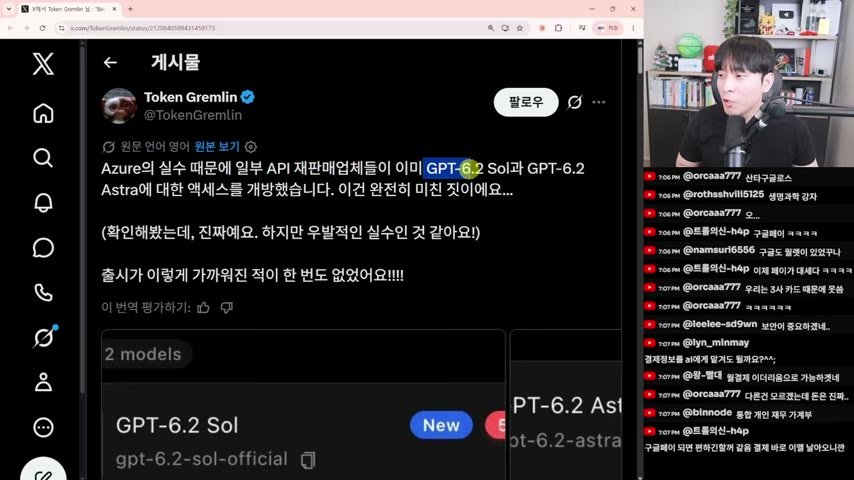 X에서 Token Gremlin 님 : "Bec
x.com/TokenGremlin/status/2120840599431459173
게시물
Token Gremlin
@TokenGremlin
팔로우
원문 언어 영어 원본 보기
Azure의 실수 때문에 일부 API 재판매업체들이 이미 GPT-6.2 Sol과 GPT-6.2
Astra에 대한 액세스를 개방했습니다. 이건 완전히 미친 짓이에요...
(확인해봤는데, 진짜예요. 하지만 우발적인 실수인 것 같아요!)
출시가 이렇게 가까워진 적이 한 번도 없었어요!!!!
이 번역 평가하기:
2 models
GPT-6.2 Sol
New
5
gpt-6.2-sol-official
PT-6.2 Ast
pt-6.2-astra
7:06 PM @orcaaa777 산타구글로스
7:06 PM @rothsshvili5125 생명과학 강자
7:06 PM @orcaaa777 오...
7:06 PM @트롤의신-h4p 구글페이 ㅋㅋㅋㅋ
7:06 PM @namsuri6556 구글도 월렛이 있었구나
7:06 PM @트롤의신-h4p 이제 페이가 대세다 ㅋㅋㅋㅋ
7:07 PM @orcaaa777 우리는 3사 카드 때문에 못씀
7:07 PM @orcaaa777 ㅋㅋㅋㅋㅋㅋ
7:07 PM @leelee-sd9wn 보안이 중요하겠네..
7:07 PM @lyn_minmay
결제정보를 ai에게 맡겨도 될까요?^^;
7:07 PM @왕-빨대 월결제 이더리움으로 가능하겟네
7:07 PM @orcaaa777 다른건 모르겠는데 돈은 진짜..
7:07 PM @binnode 통합 개인 재무 가계부
7:07 PM @트롤의신-h4p
구글페이 되면 편하긴할꺼 같음 결제 바로 이멜 날아오니깐